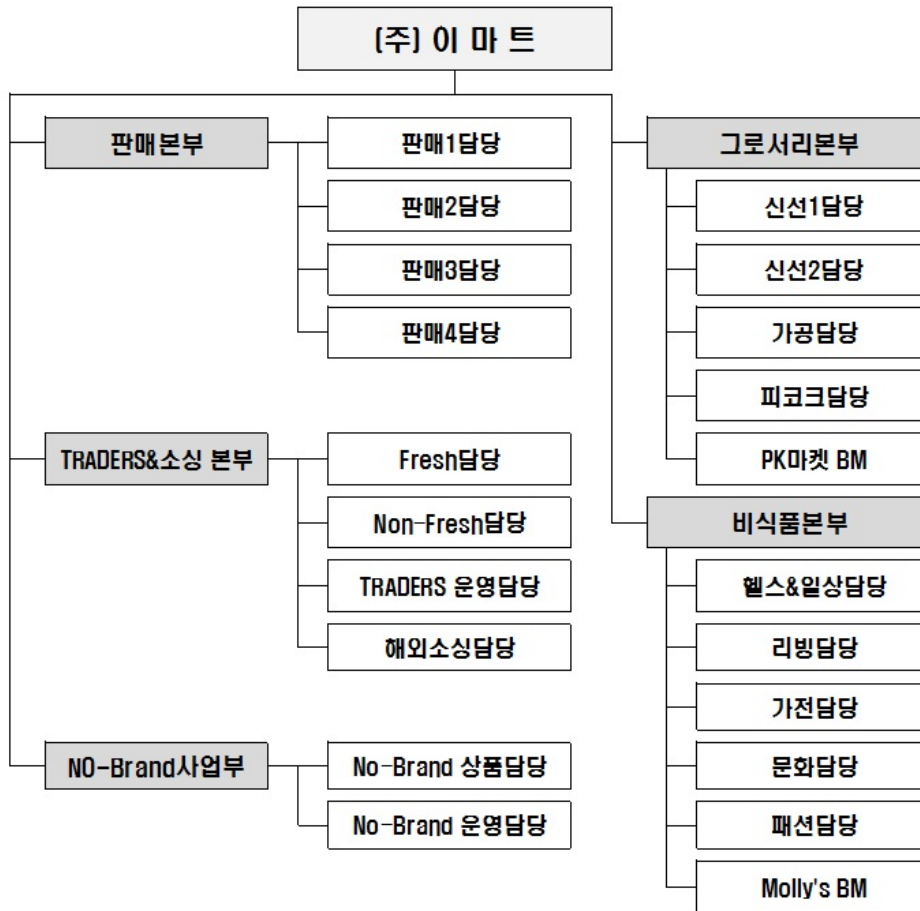 (주) 이 마 트
판매본부
판매1담당
판매2담당
판매3담당
판매4담당
TRADERS&소싱 본부
Fresh담당
Non-Fresh담당
TRADERS 운영담당
해외소싱담당
NO-Brand사업부
No-Brand 상품담당
No-Brand 운영담당
그로서리본부
신선1담당
신선2담당
가공담당
피코크담당
PK마켓 BM
비식품본부
헬스&일상담당
리빙담당
가전담당
문화담당
패션담당
Molly's BM